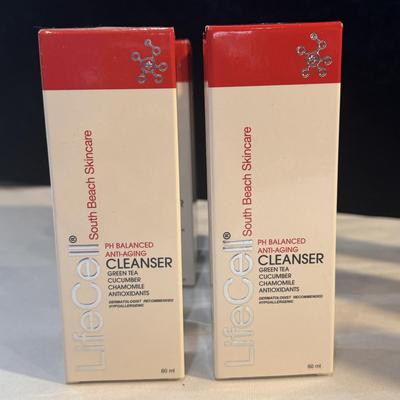 LifeCell®
South Beach Skincare
PH BALANCED
ANTI-AGING
CLEANSER
GREEN TEA
CUCUMBER
CHAMOMILE
ANTIOXIDANTS
DERMATOLOGIST RECOMMENDED
HYPOALLERGENIC
60 ml
LifeCell®
South Beach Skincare
PH BALANCED
ANTI-AGING
CLEANSER
GREEN TEA
CUCUMBER
CHAMOMILE
ANTIOXIDANTS
DERMATOLOGIST RECOMMENDED
HYPOALLERGENIC
60 ml